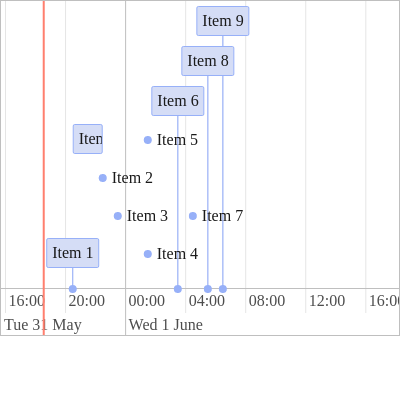 Item 9
Item 8
Item 6
Iten
Item 5
Item 2
Item 3
Item 7
Item 1
Item 4
16:00 20:00 00:00 04:00 08:00 12:00 16:00
Tue 31 May Wed 1 June